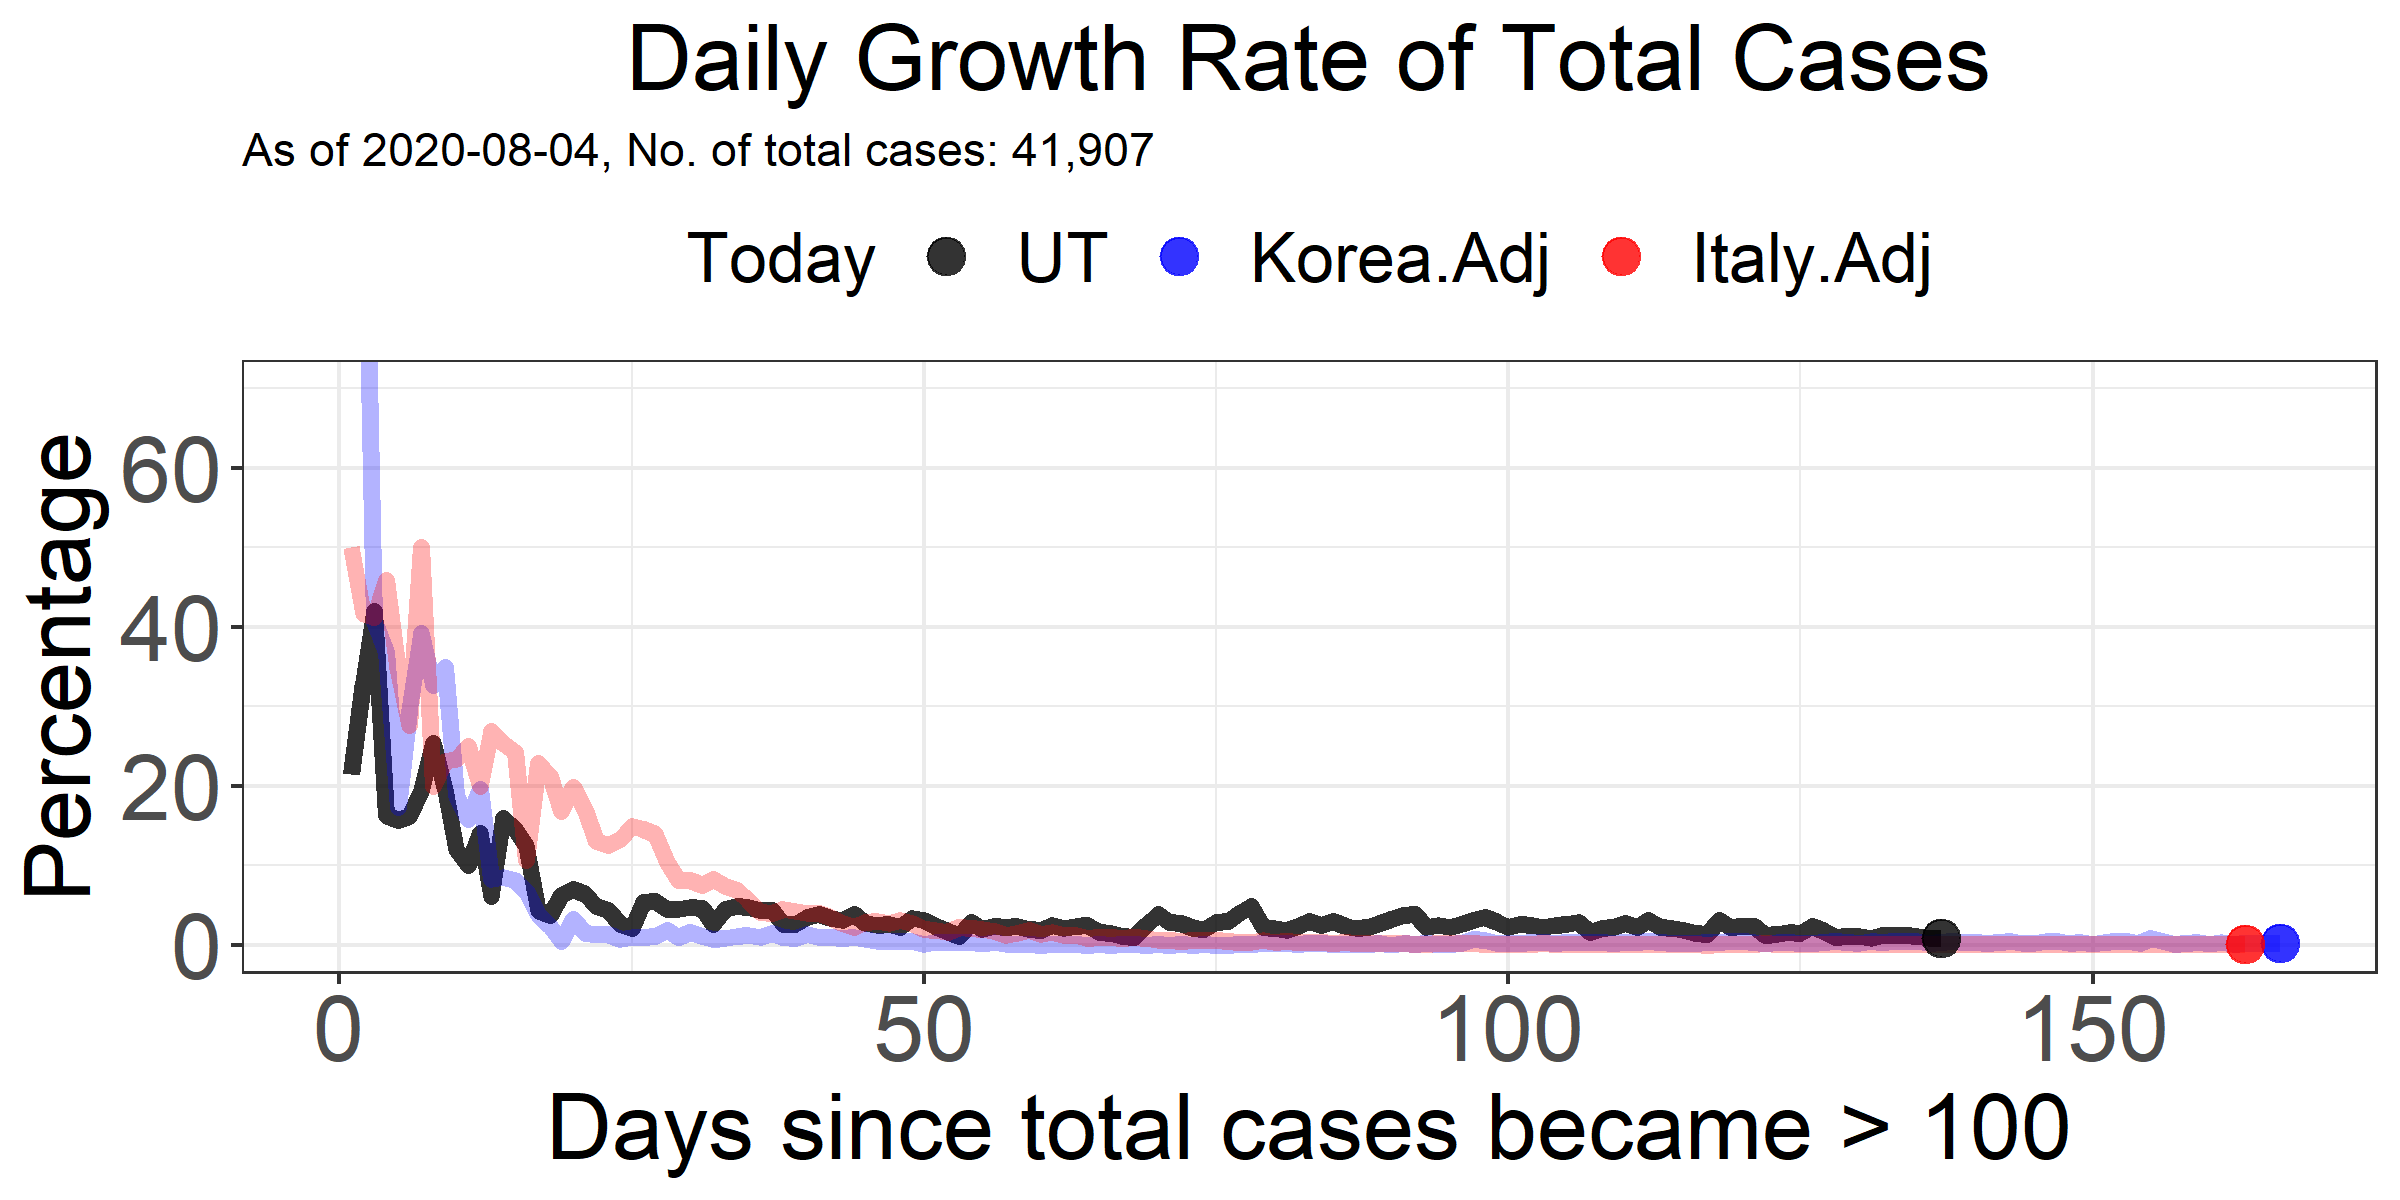 Daily Growth Rate of Total Cases
As of 2020-08-04, No. of total cases: 41,907
Today UT Korea.Adj Italy.Adj
Percentage
60
40
20
0
0 50 100 150
Days since total cases became > 100